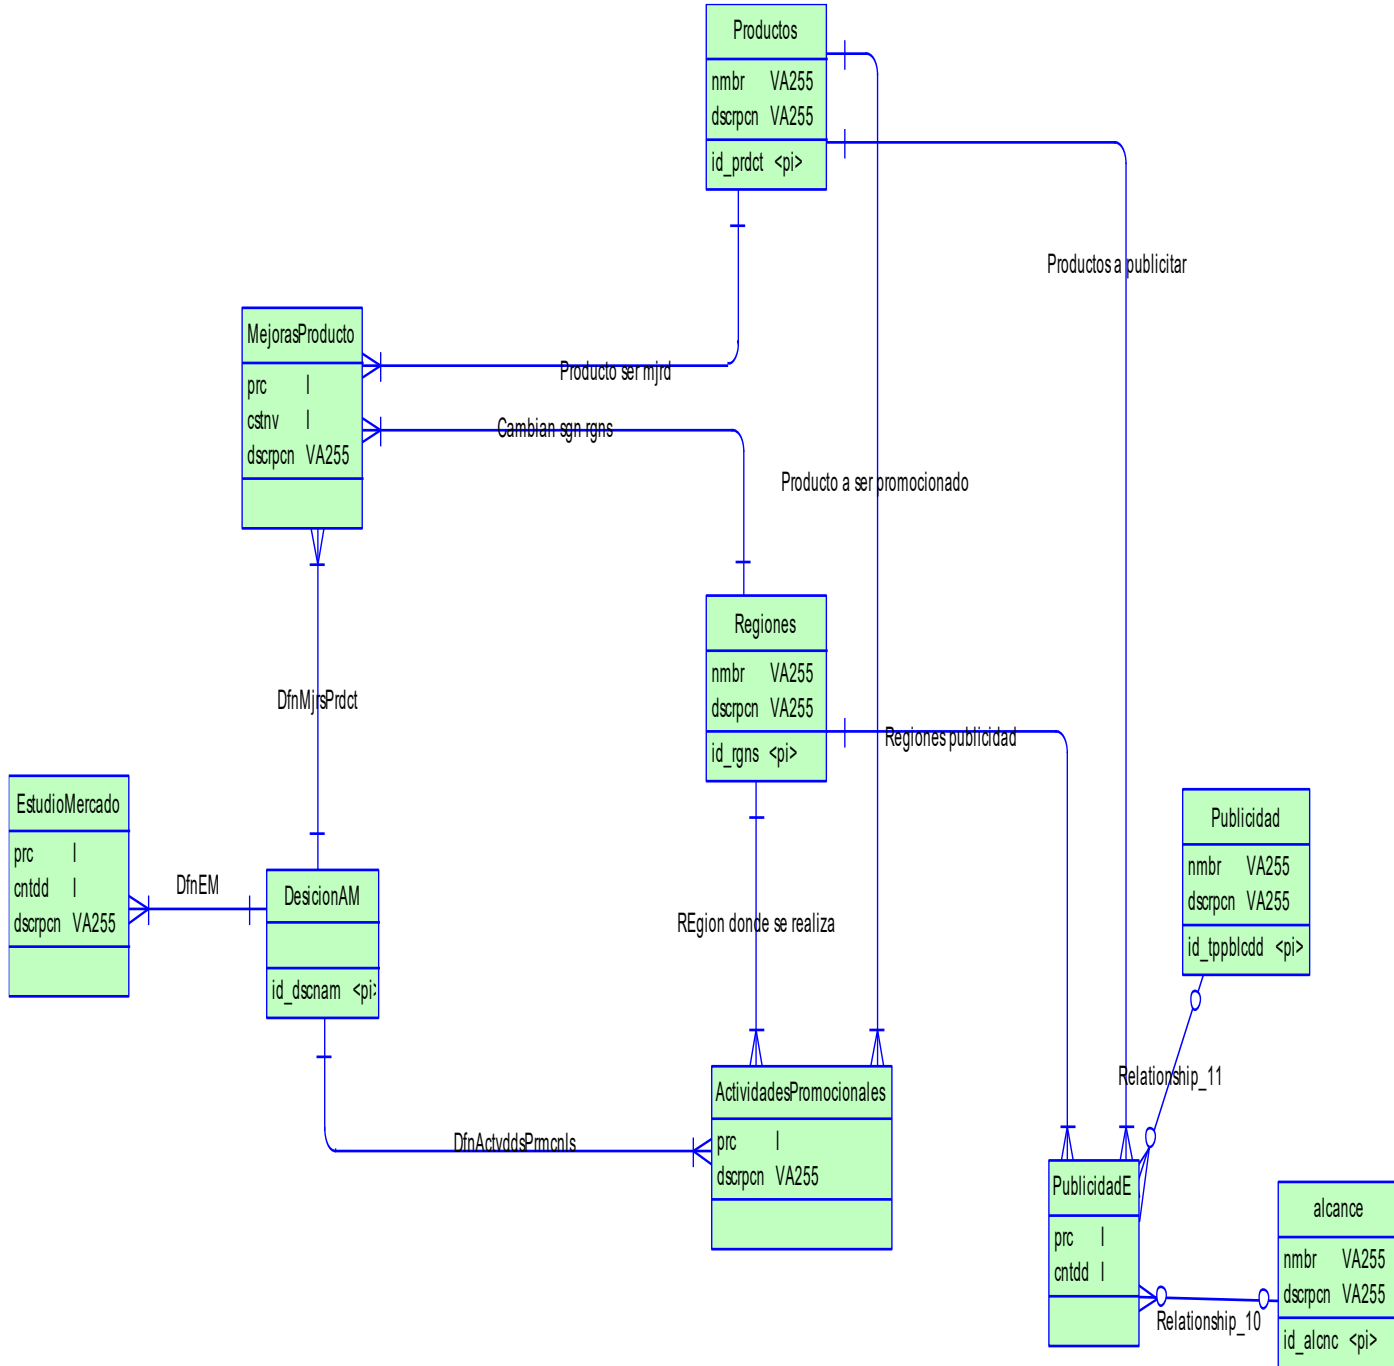 Productos
nmbr VA255
dscrpcn VA255
id_prdct <pi>
Productos a publicitar
MejorasProducto
prc I
cstnv I
dscrpcn VA255
Producto ser mjrd
Cambian sgn rgns
Producto a ser promocionado
Regiones
nmbr VA255
dscrpcn VA255
id_rgns <pi>
DfnMjrsPrdct
Regiones publicidad
EstudioMercado
prc I
cntdd I
dscrpcn VA255
DfnEM
DesicionAM
id_dscnam <pi>
REgion donde se realiza
Publicidad
nmbr VA255
dscrpcn VA255
id_tppblcdd <pi>
Relationship_11
ActividadesPromocionales
prc I
dscrpcn VA255
DfnActvddsPrmcnls
PublicidadE
prc I
cntdd I
Relationship_10
alcance
nmbr VA255
dscrpcn VA255
id_alcnc <pi>